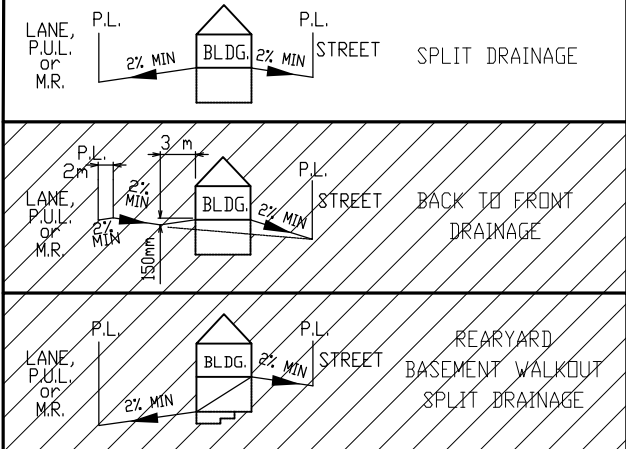 LANE,
P.U.L.
or
M.R.
P.L.
2% MIN
BLDG.
2% MIN
P.L.
STREET
SPLIT DRAINAGE
LANE,
P.U.L.
or
M.R.
P.L.
2m
3 m
2%
MIN
2%
MIN
150mm
BLDG.
2% MIN
P.L.
STREET
BACK TO FRONT
DRAINAGE
LANE,
P.U.L.
or
M.R.
P.L.
2% MIN
BLDG.
2% MIN
P.L.
STREET
REARYARD
BASEMENT WALKOUT
SPLIT DRAINAGE